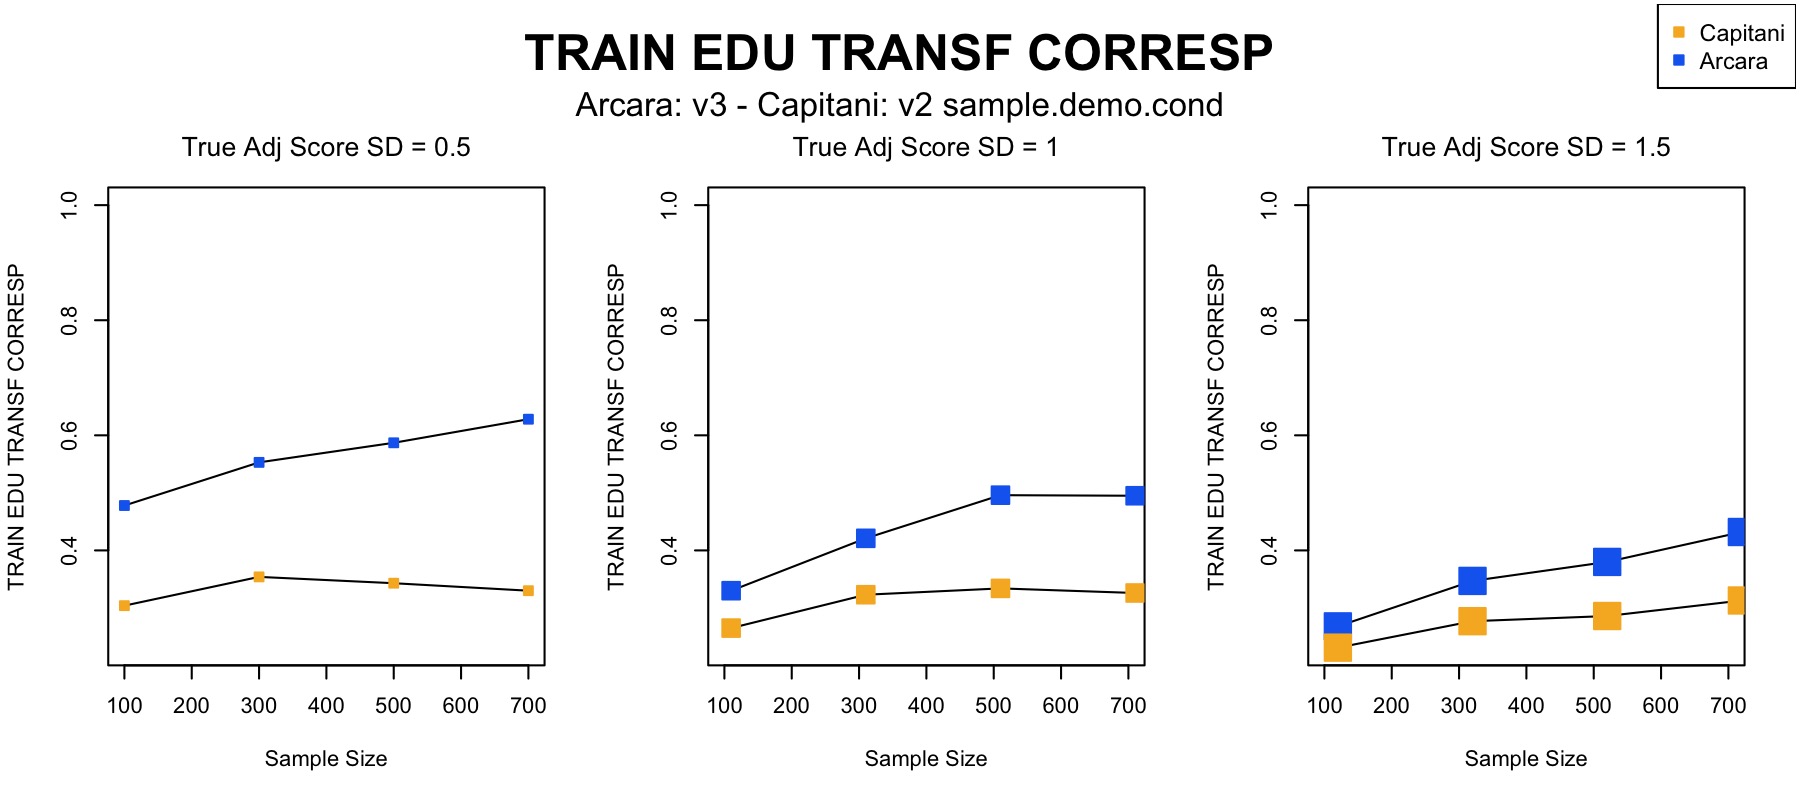 TRAIN EDU TRANSF CORRESP
Arcara: v3 - Capitani: v2 sample.demo.cond
Capitani
Arcara
True Adj Score SD = 0.5
TRAIN EDU TRANSF CORRESP
1.0
0.8
0.6
0.4
100 200 300 400 500 600 700
Sample Size
True Adj Score SD = 1
TRAIN EDU TRANSF CORRESP
1.0
0.8
0.6
0.4
100 200 300 400 500 600 700
Sample Size
True Adj Score SD = 1.5
TRAIN EDU TRANSF CORRESP
1.0
0.8
0.6
0.4
100 200 300 400 500 600 700
Sample Size